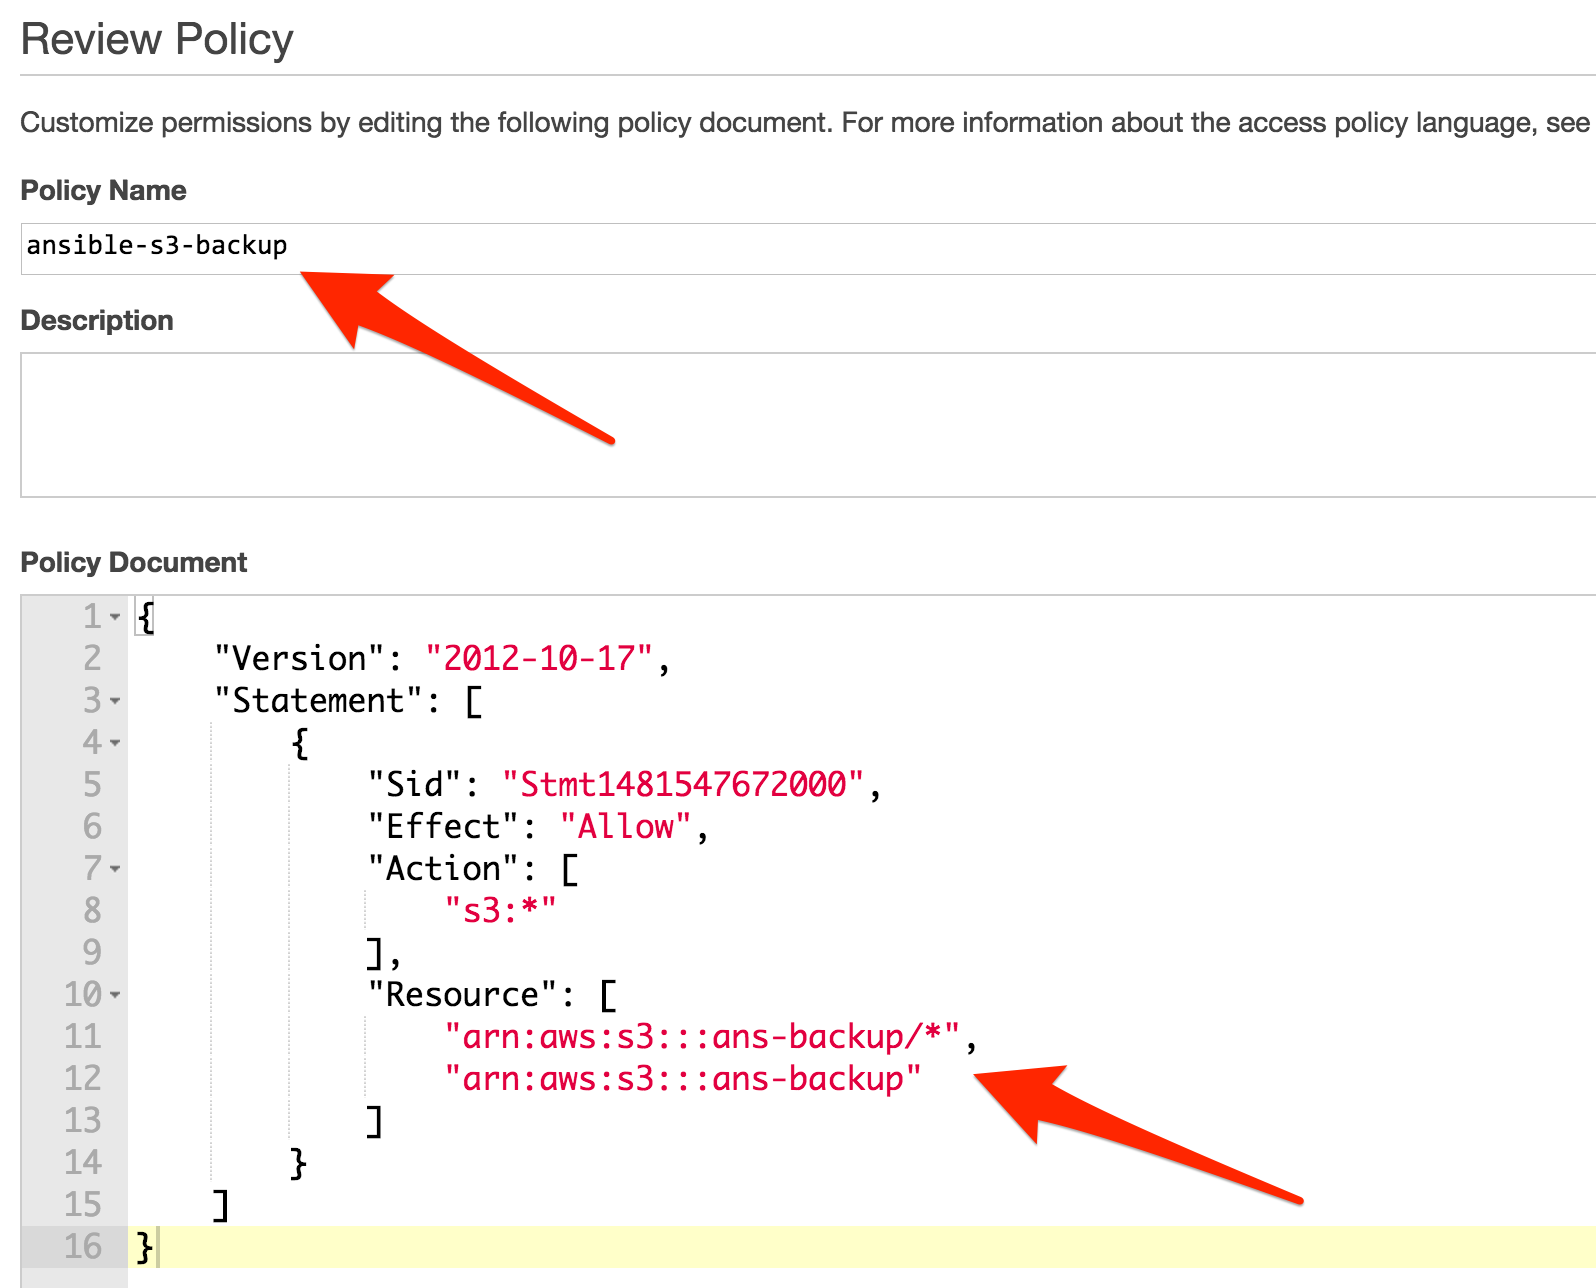 Review Policy
Customize permissions by editing the following policy document. For more information about the access policy language, see
Policy Name
ansible-s3-backup
Description
Policy Document
1 {
2 "Version": "2012-10-17",
3 "Statement": [
4 {
5 "Sid": "Stmt1481547672000",
6 "Effect": "Allow",
7 "Action": [
8 "s3:*"
9 ],
10 "Resource": [
11 "arn:aws:s3:::ans-backup/*",
12 "arn:aws:s3:::ans-backup"
13 ]
14 }
15 ]
16 }